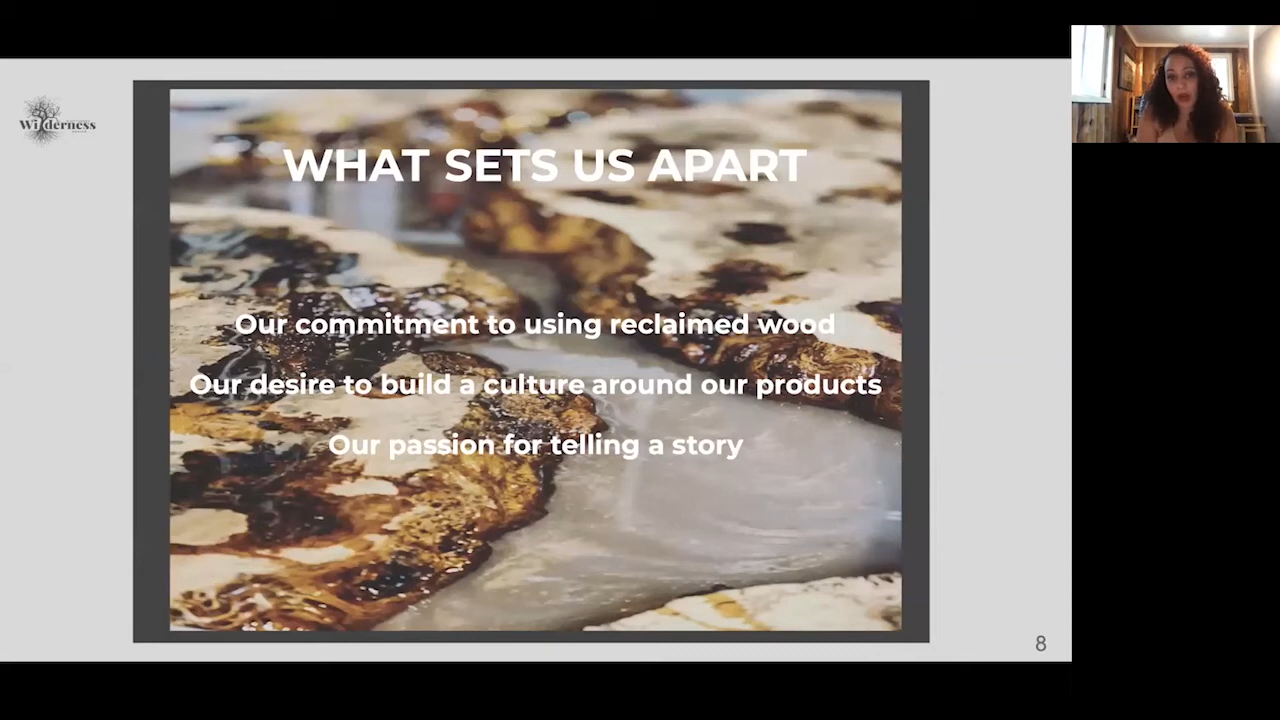 Wilderness
WHAT SETS US APART
Our commitment to using reclaimed wood
Our desire to build a culture around our products
Our passion for telling a story
8